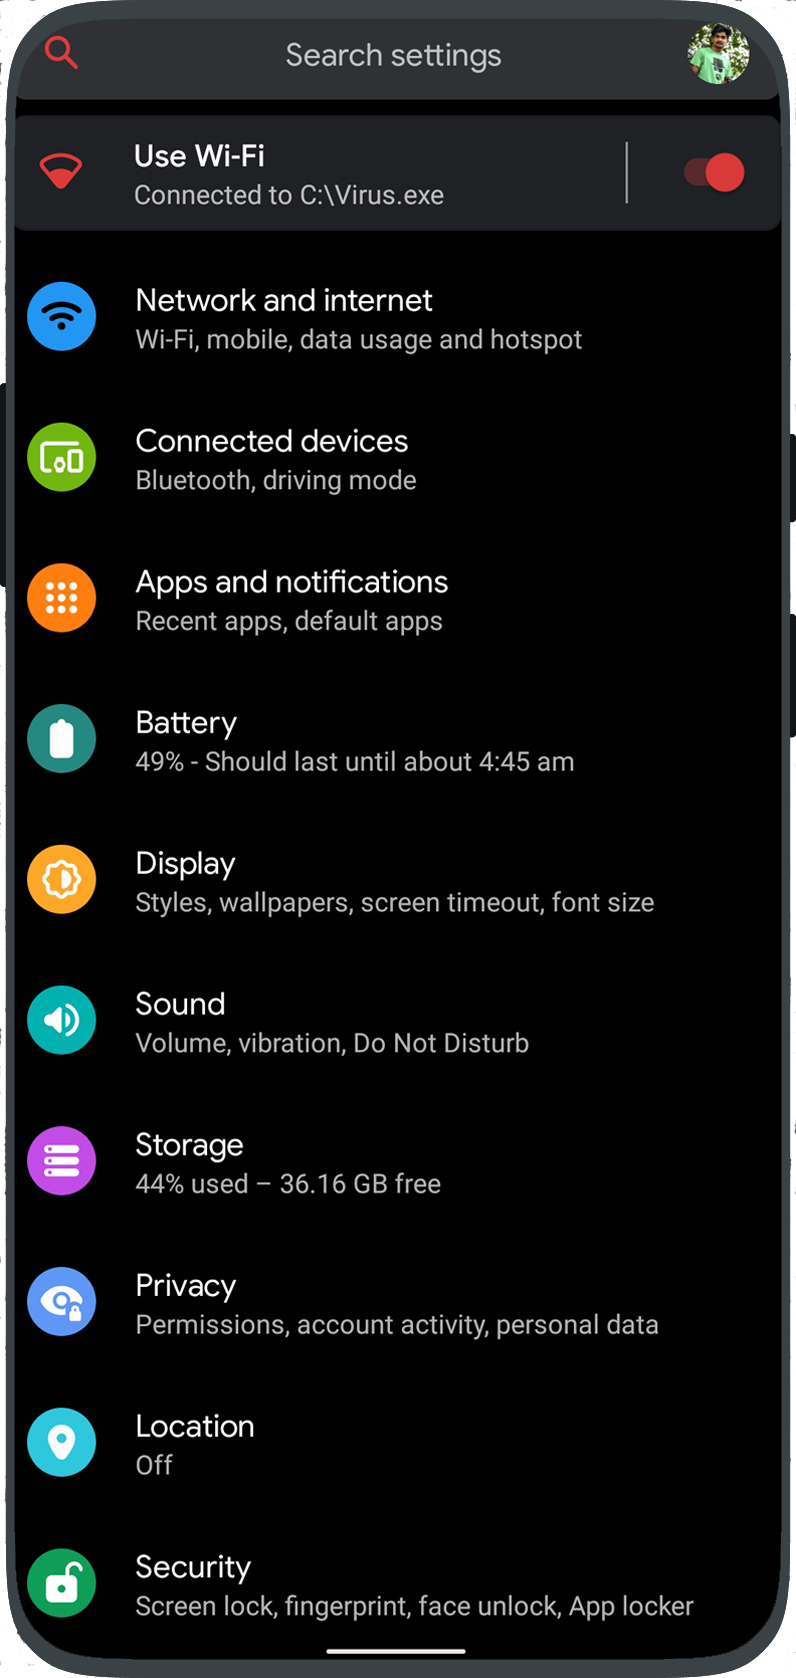 Search settings
Use Wi-Fi
Connected to C:\Virus.exe
Network and internet
Wi-Fi, mobile, data usage and hotspot
Connected devices
Bluetooth, driving mode
Apps and notifications
Recent apps, default apps
Battery
49% - Should last until about 4:45 am
Display
Styles, wallpapers, screen timeout, font size
Sound
Volume, vibration, Do Not Disturb
Storage
44% used – 36.16 GB free
Privacy
Permissions, account activity, personal data
Location
Off
Security
Screen lock, fingerprint, face unlock, App locker